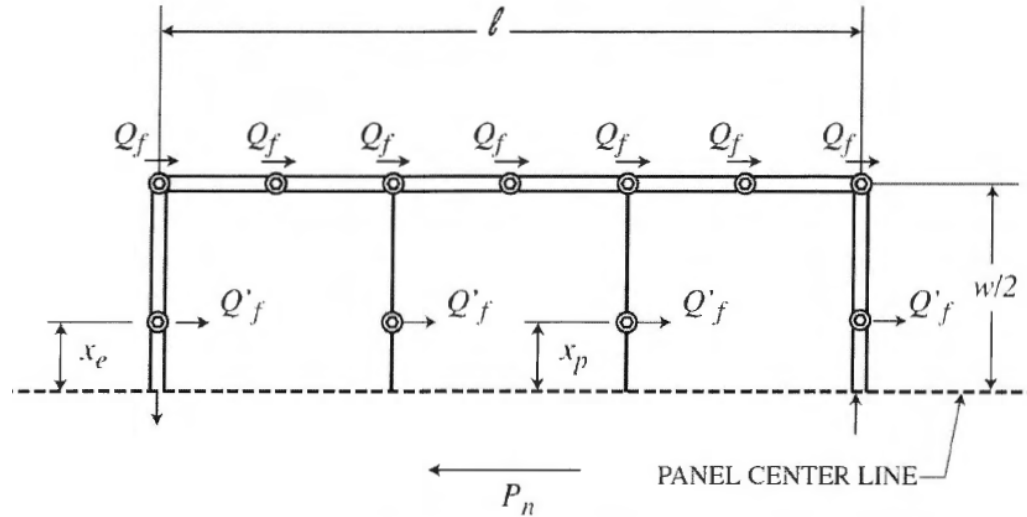 ℓ
Q_f Q_f Q_f Q_f Q_f Q_f Q_f
w/2
Q'_f Q'_f Q'_f Q'_f
x_e x_p
PANEL CENTER LINE
P_n